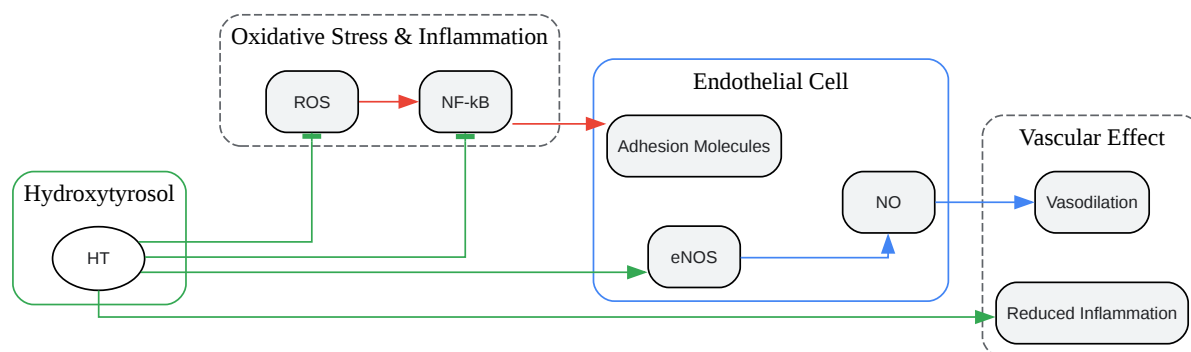 Oxidative Stress & Inflammation
ROS
NF-kB
Endothelial Cell
Adhesion Molecules
NO
eNOS
Vascular Effect
Vasodilation
Reduced Inflammation
Hydroxytyrosol
HT